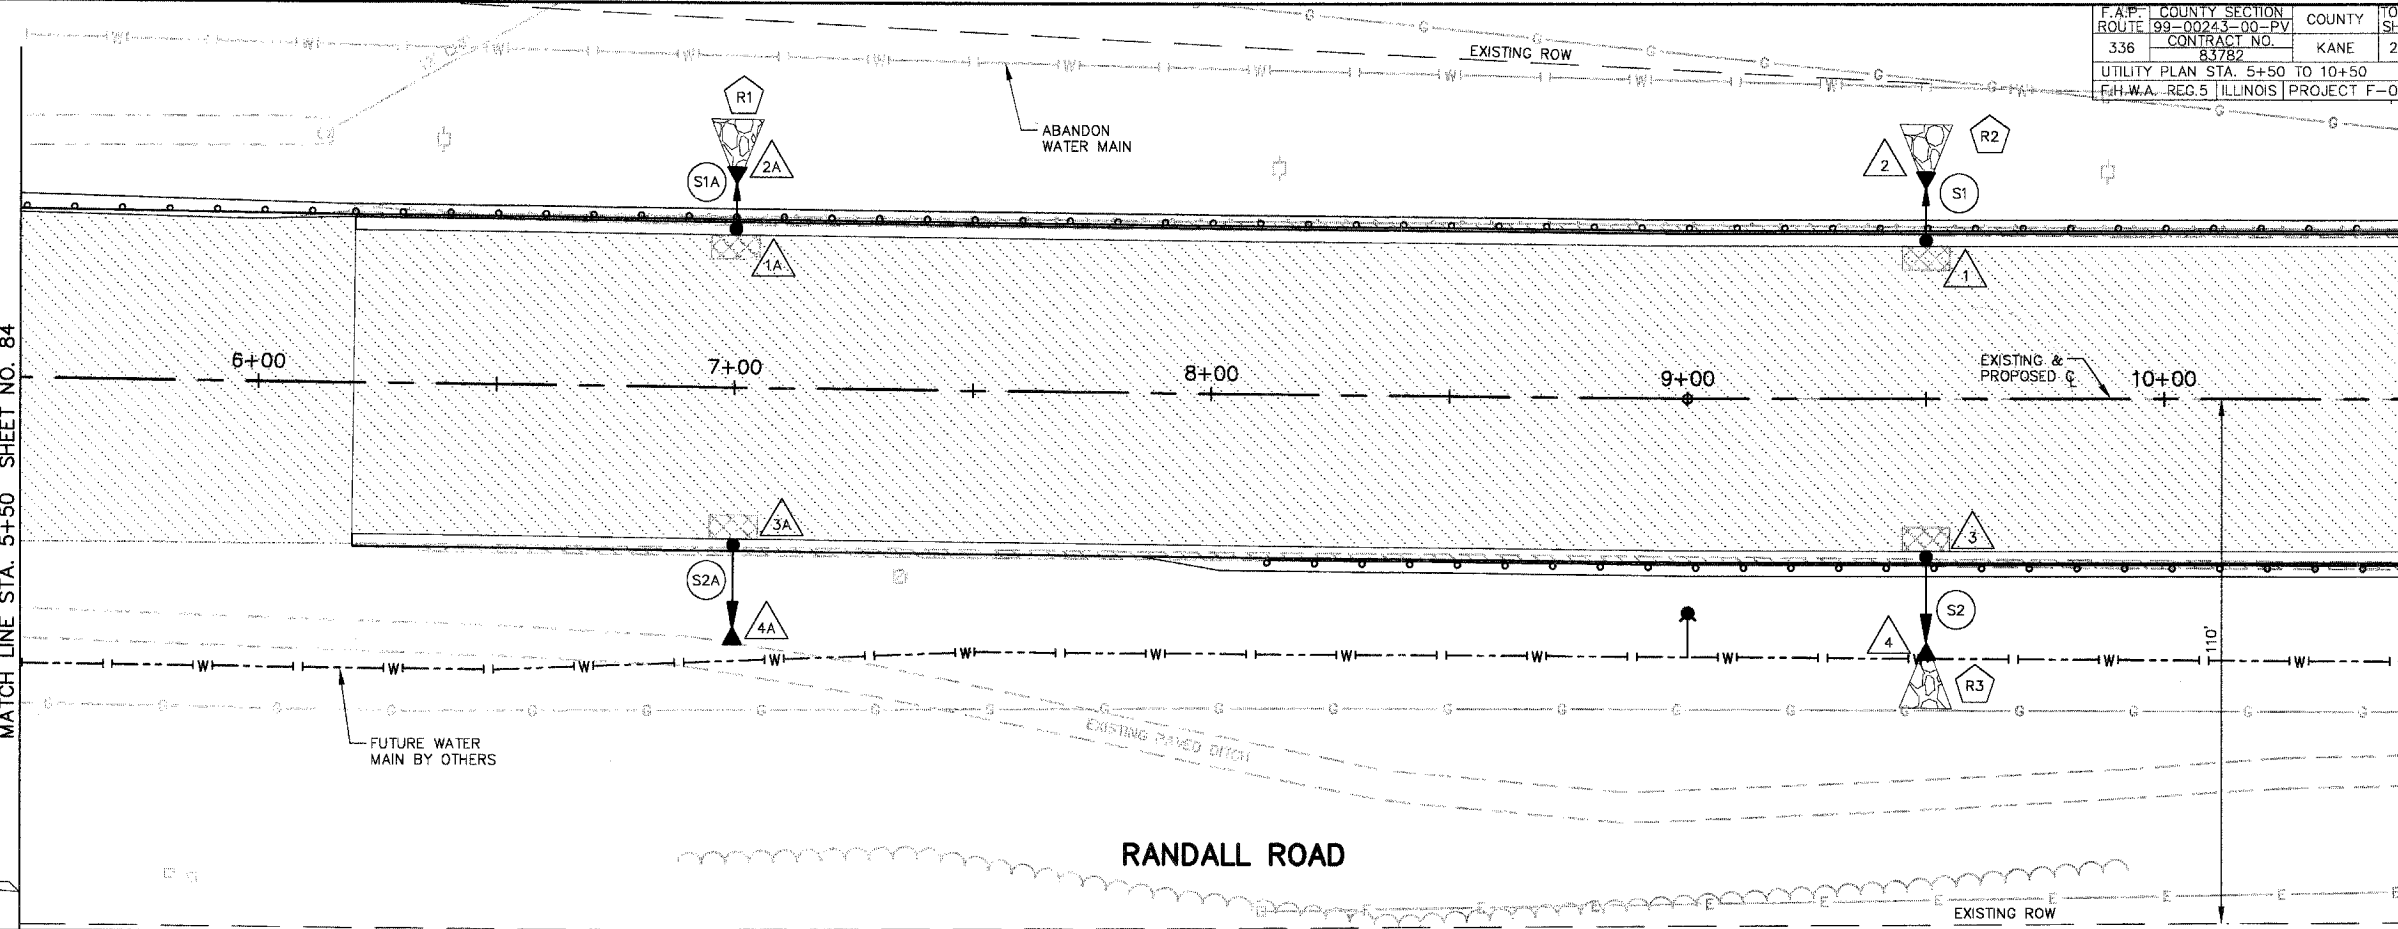 F.A.P. ROUTE
COUNTY SECTION
99-00243-00-PV
COUNTY
336
CONTRACT NO.
83782
KANE
UTILITY PLAN STA. 5+50 TO 10+50
F.H.W.A. REG.5
ILLINOIS
PROJECT
EXISTING ROW
ABANDON
WATER MAIN
R1
2A
S1A
1A
R2
2
S1
1
MATCH LINE STA. 5+50 SHEET NO. 84
6+00
7+00
8+00
9+00
10+00
EXISTING &
PROPOSED ℄
3A
S2A
4A
3
S2
4
R3
110'
W W W W W W W W W W W W
G G G G G G G G G G G G G G G G G G G G
FUTURE WATER
MAIN BY OTHERS
EXISTING PAVED DITCH
RANDALL ROAD
E E E E E E
EXISTING ROW